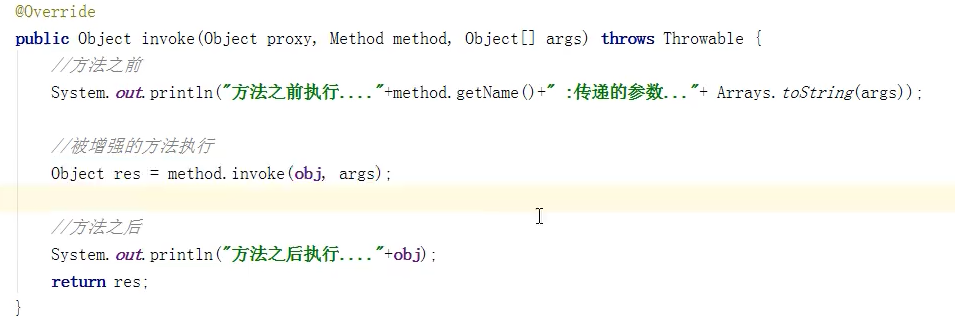 @Override
public Object invoke(Object proxy, Method method, Object[] args) throws Throwable {
    //方法之前
    System.out.println("方法之前执行...."+method.getName()+" :传递的参数..."+ Arrays.toString(args));
    //被增强的方法执行
    Object res = method.invoke(obj, args);
    //方法之后
    System.out.println("方法之后执行...."+obj);
    return res;
}